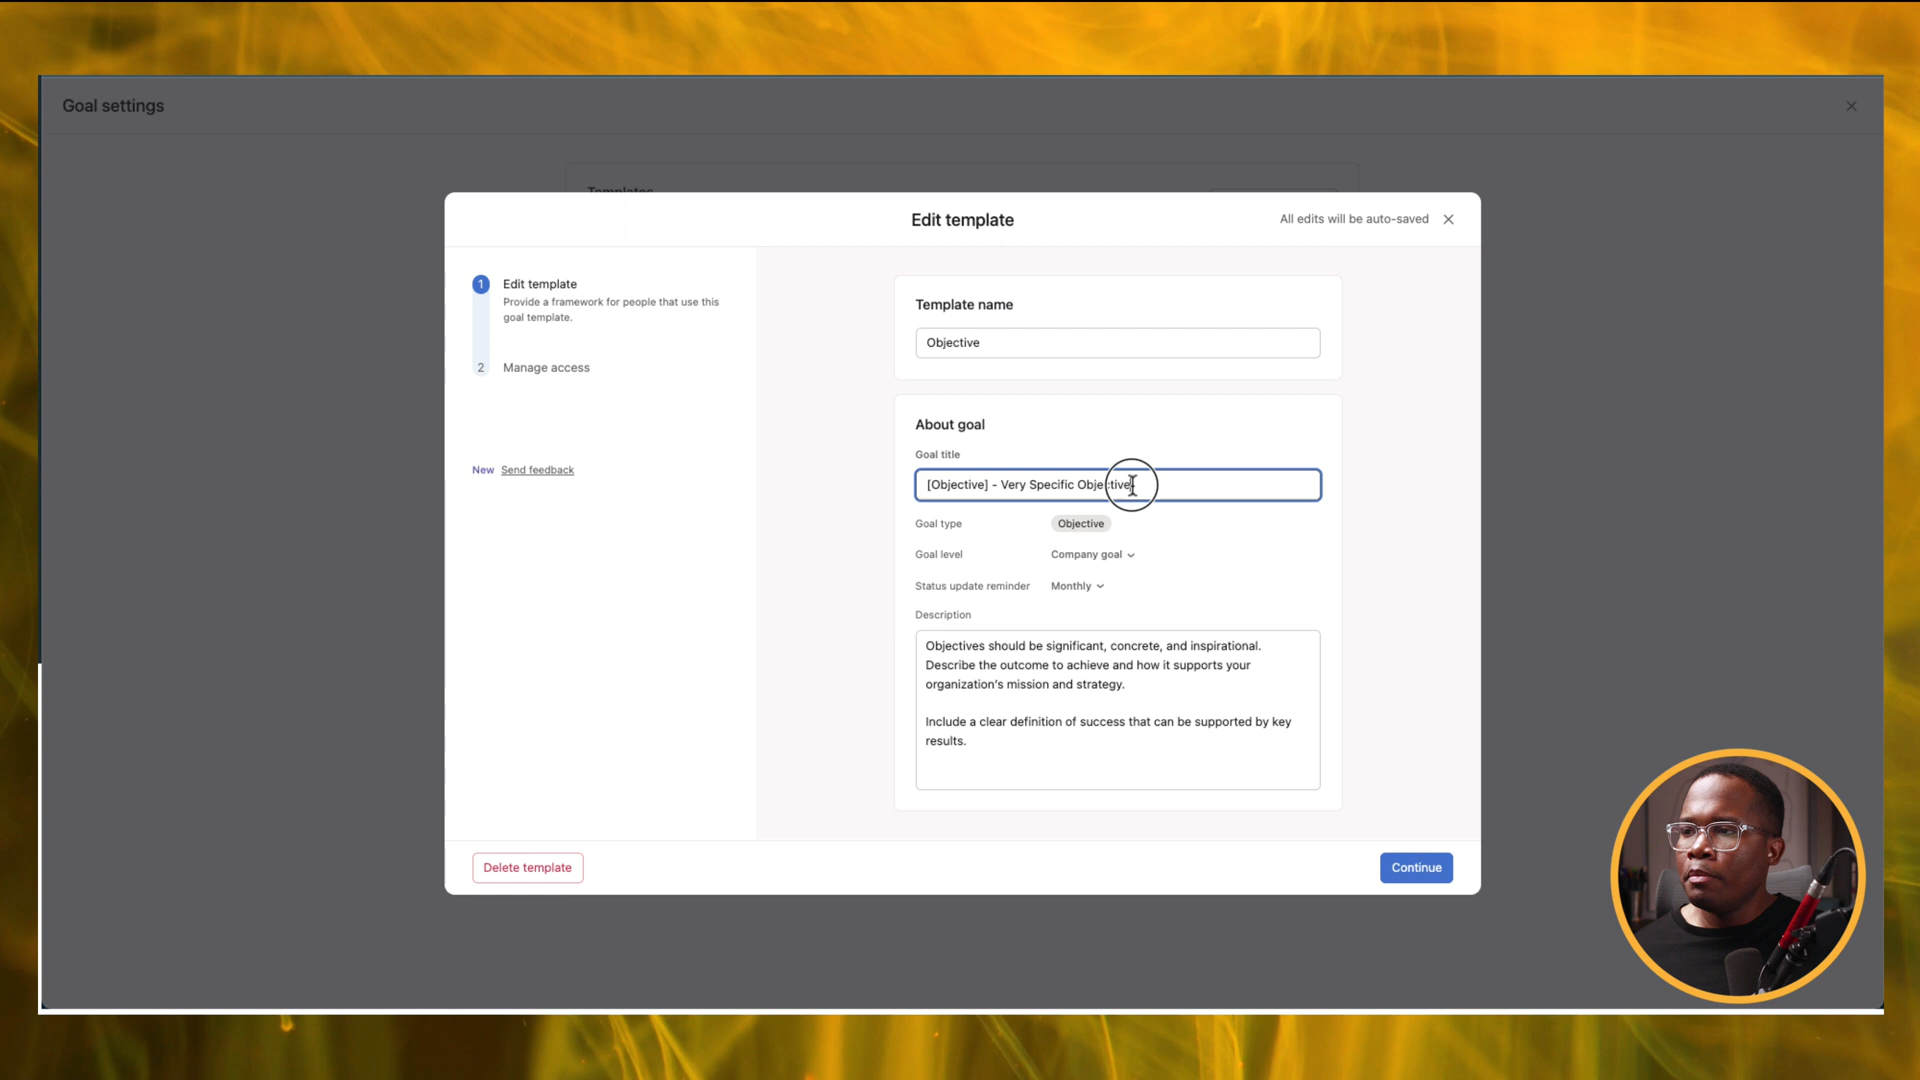 Goal settings
Templates
Edit template
All edits will be auto-saved
1 Edit template
Provide a framework for people that use this
goal template.
2 Manage access
New Send feedback
Template name
Objective
About goal
Goal title
[Objective] - Very Specific Objective
Goal type Objective
Goal level Company goal
Status update reminder Monthly
Description
Objectives should be significant, concrete, and inspirational.
Describe the outcome to achieve and how it supports your
organization's mission and strategy.
Include a clear definition of success that can be supported by key
results.
Delete template
Continue